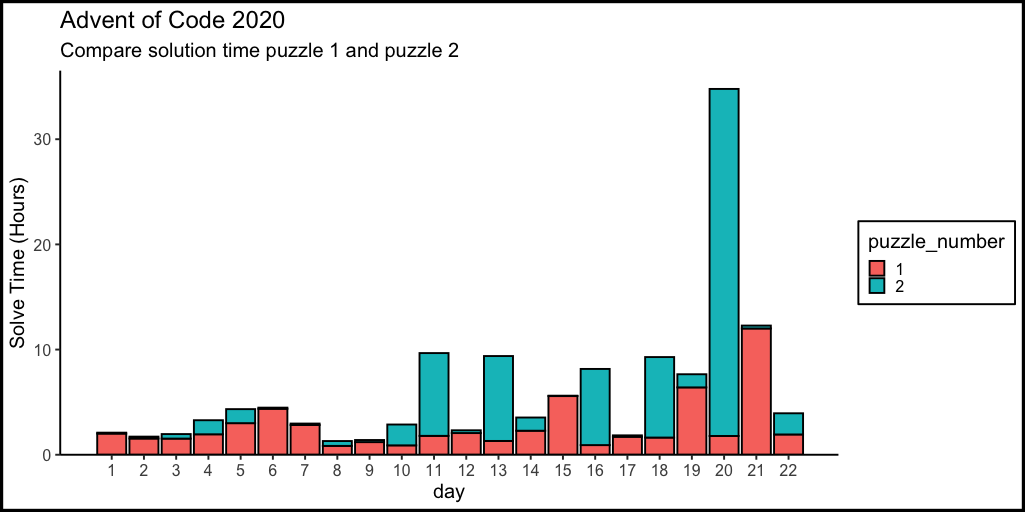 Advent of Code 2020
Compare solution time puzzle 1 and puzzle 2
Solve Time (Hours)
30
20
10
0
1 2 3 4 5 6 7 8 9 10 11 12 13 14 15 16 17 18 19 20 21 22
day
puzzle_number
1
2